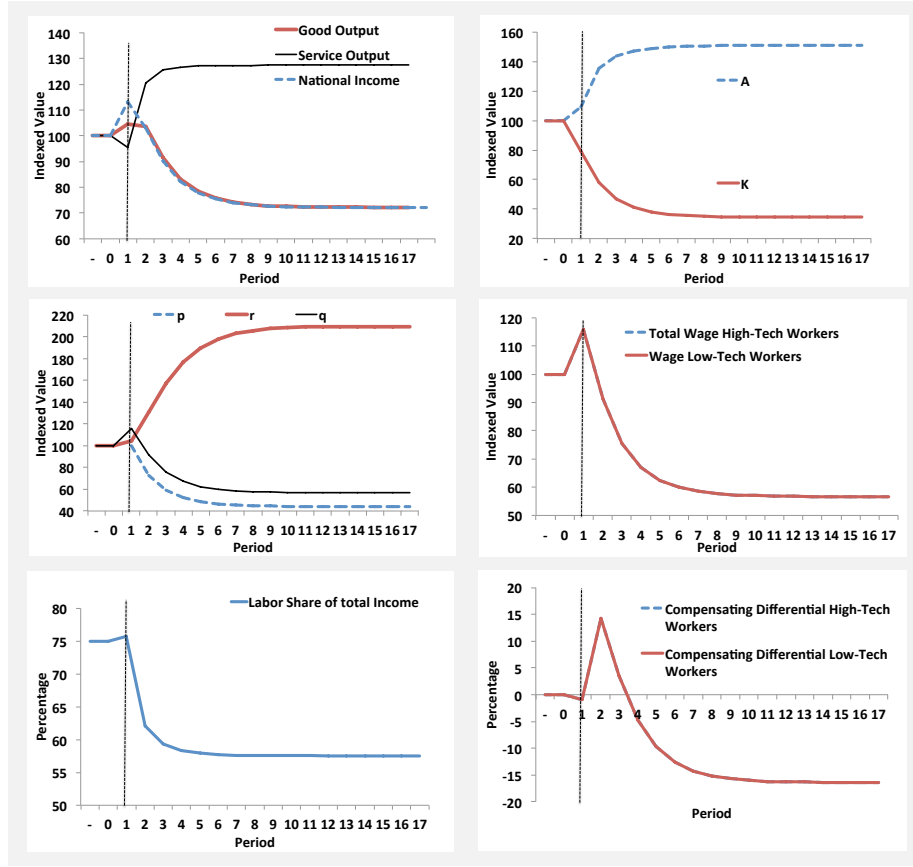 Good Output
Service Output
National Income
Indexed Value
140
130
120
110
100
90
80
70
60
- 0 1 2 3 4 5 6 7 8 9 10 11 12 13 14 15 16 17
Period
A
K
Indexed Value
160
140
120
100
80
60
40
20
- 0 1 2 3 4 5 6 7 8 9 10 11 12 13 14 15 16 17
Period
p r q
Indexed Value
200
180
160
140
120
100
80
60
40
- 0 1 2 3 4 5 6 7 8 9 10 11 12 13 14 15 16 17
Period
Total Wage High-Tech Workers
Wage Low-Tech Workers
Indexed Value
120
110
100
90
80
70
60
50
- 0 1 2 3 4 5 6 7 8 9 10 11 12 13 14 15 16 17
Period
Labor Share of total Income
Percentage
80
75
70
65
60
55
50
- 0 1 2 3 4 5 6 7 8 9 10 11 12 13 14 15 16 17
Period
Compensating Differential High-Tech
Workers
Compensating Differential Low-Tech
Workers
Percentage
20
15
10
5
0
-5
-10
-15
-20
- 0 1 2 3 4 5 6 7 8 9 10 11 12 13 14 15 16 17
Period